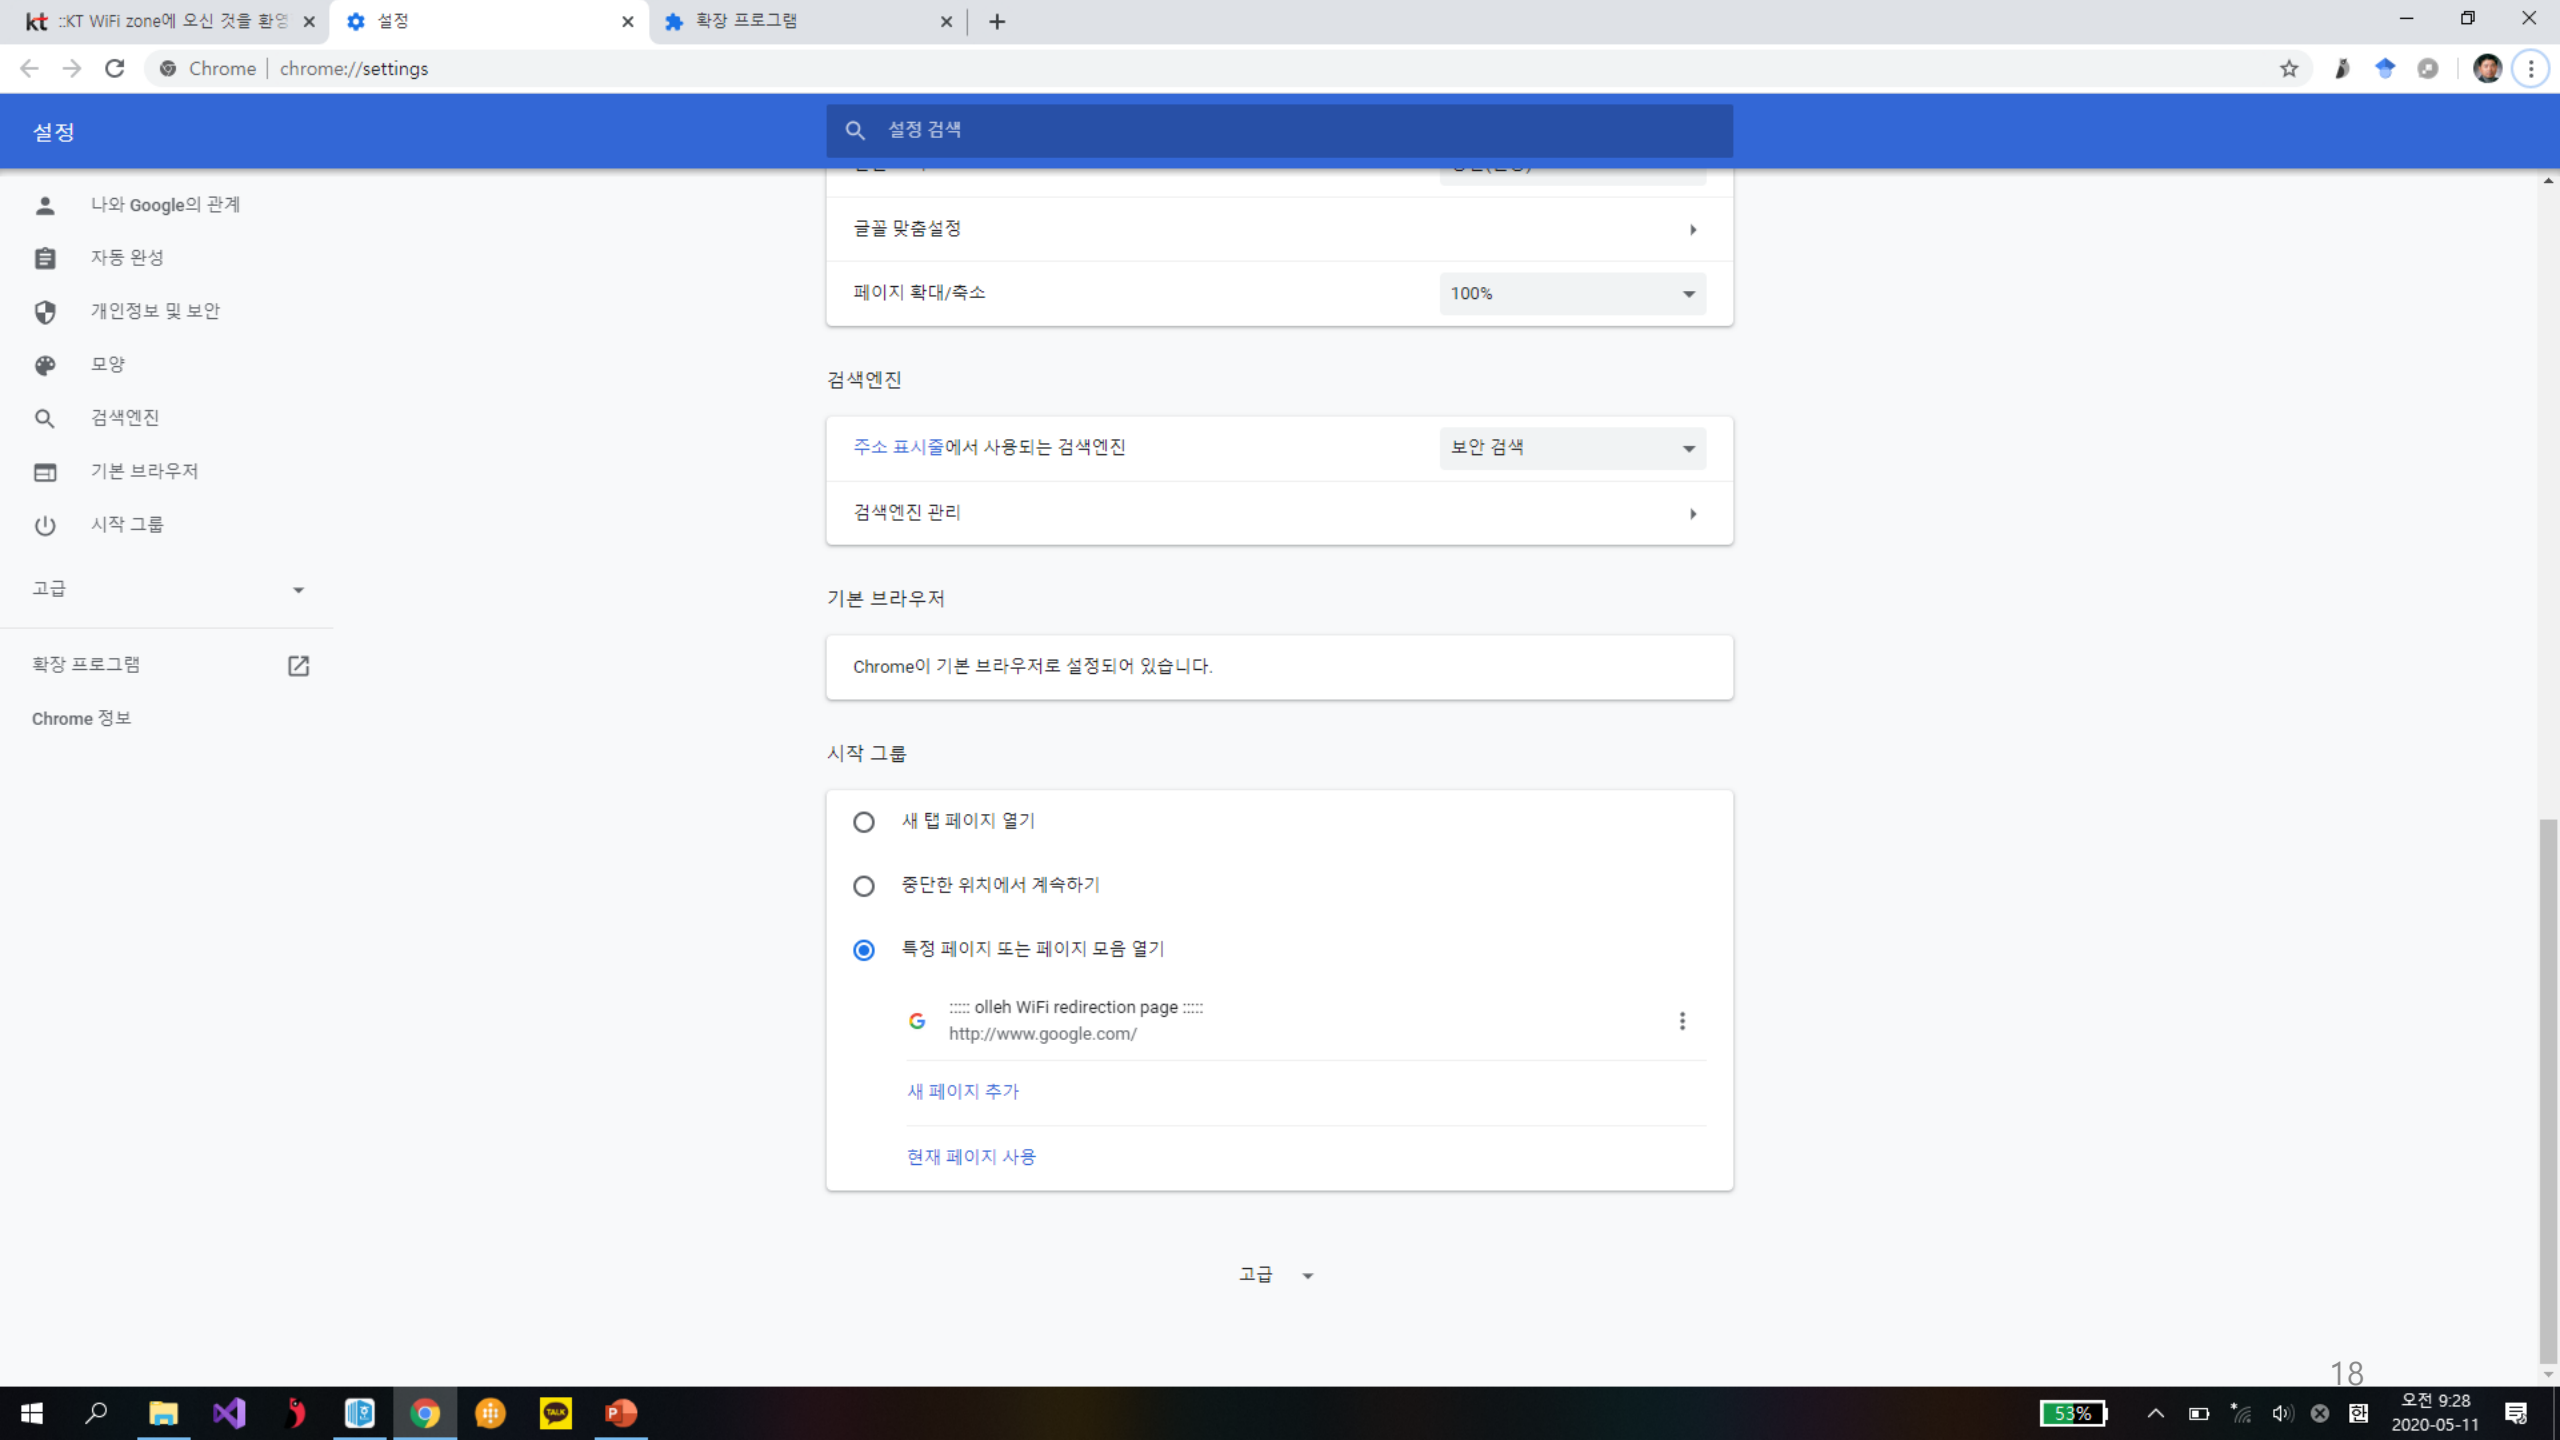 kt ::KT WiFi zone에 오신 것을 환영
설정
확장 프로그램
Chrome | chrome://settings
설정
설정 검색
나와 Google의 관계
자동 완성
개인정보 및 보안
모양
검색엔진
기본 브라우저
시작 그룹
고급
확장 프로그램
Chrome 정보
글꼴 맞춤설정
페이지 확대/축소
100%
검색엔진
주소 표시줄에서 사용되는 검색엔진
보안 검색
검색엔진 관리
기본 브라우저
Chrome이 기본 브라우저로 설정되어 있습니다.
시작 그룹
새 탭 페이지 열기
중단한 위치에서 계속하기
특정 페이지 또는 페이지 모음 열기
::::: olleh WiFi redirection page :::::
http://www.google.com/
새 페이지 추가
현재 페이지 사용
고급
18
TALK
53%
한
오전 9:28
2020-05-11